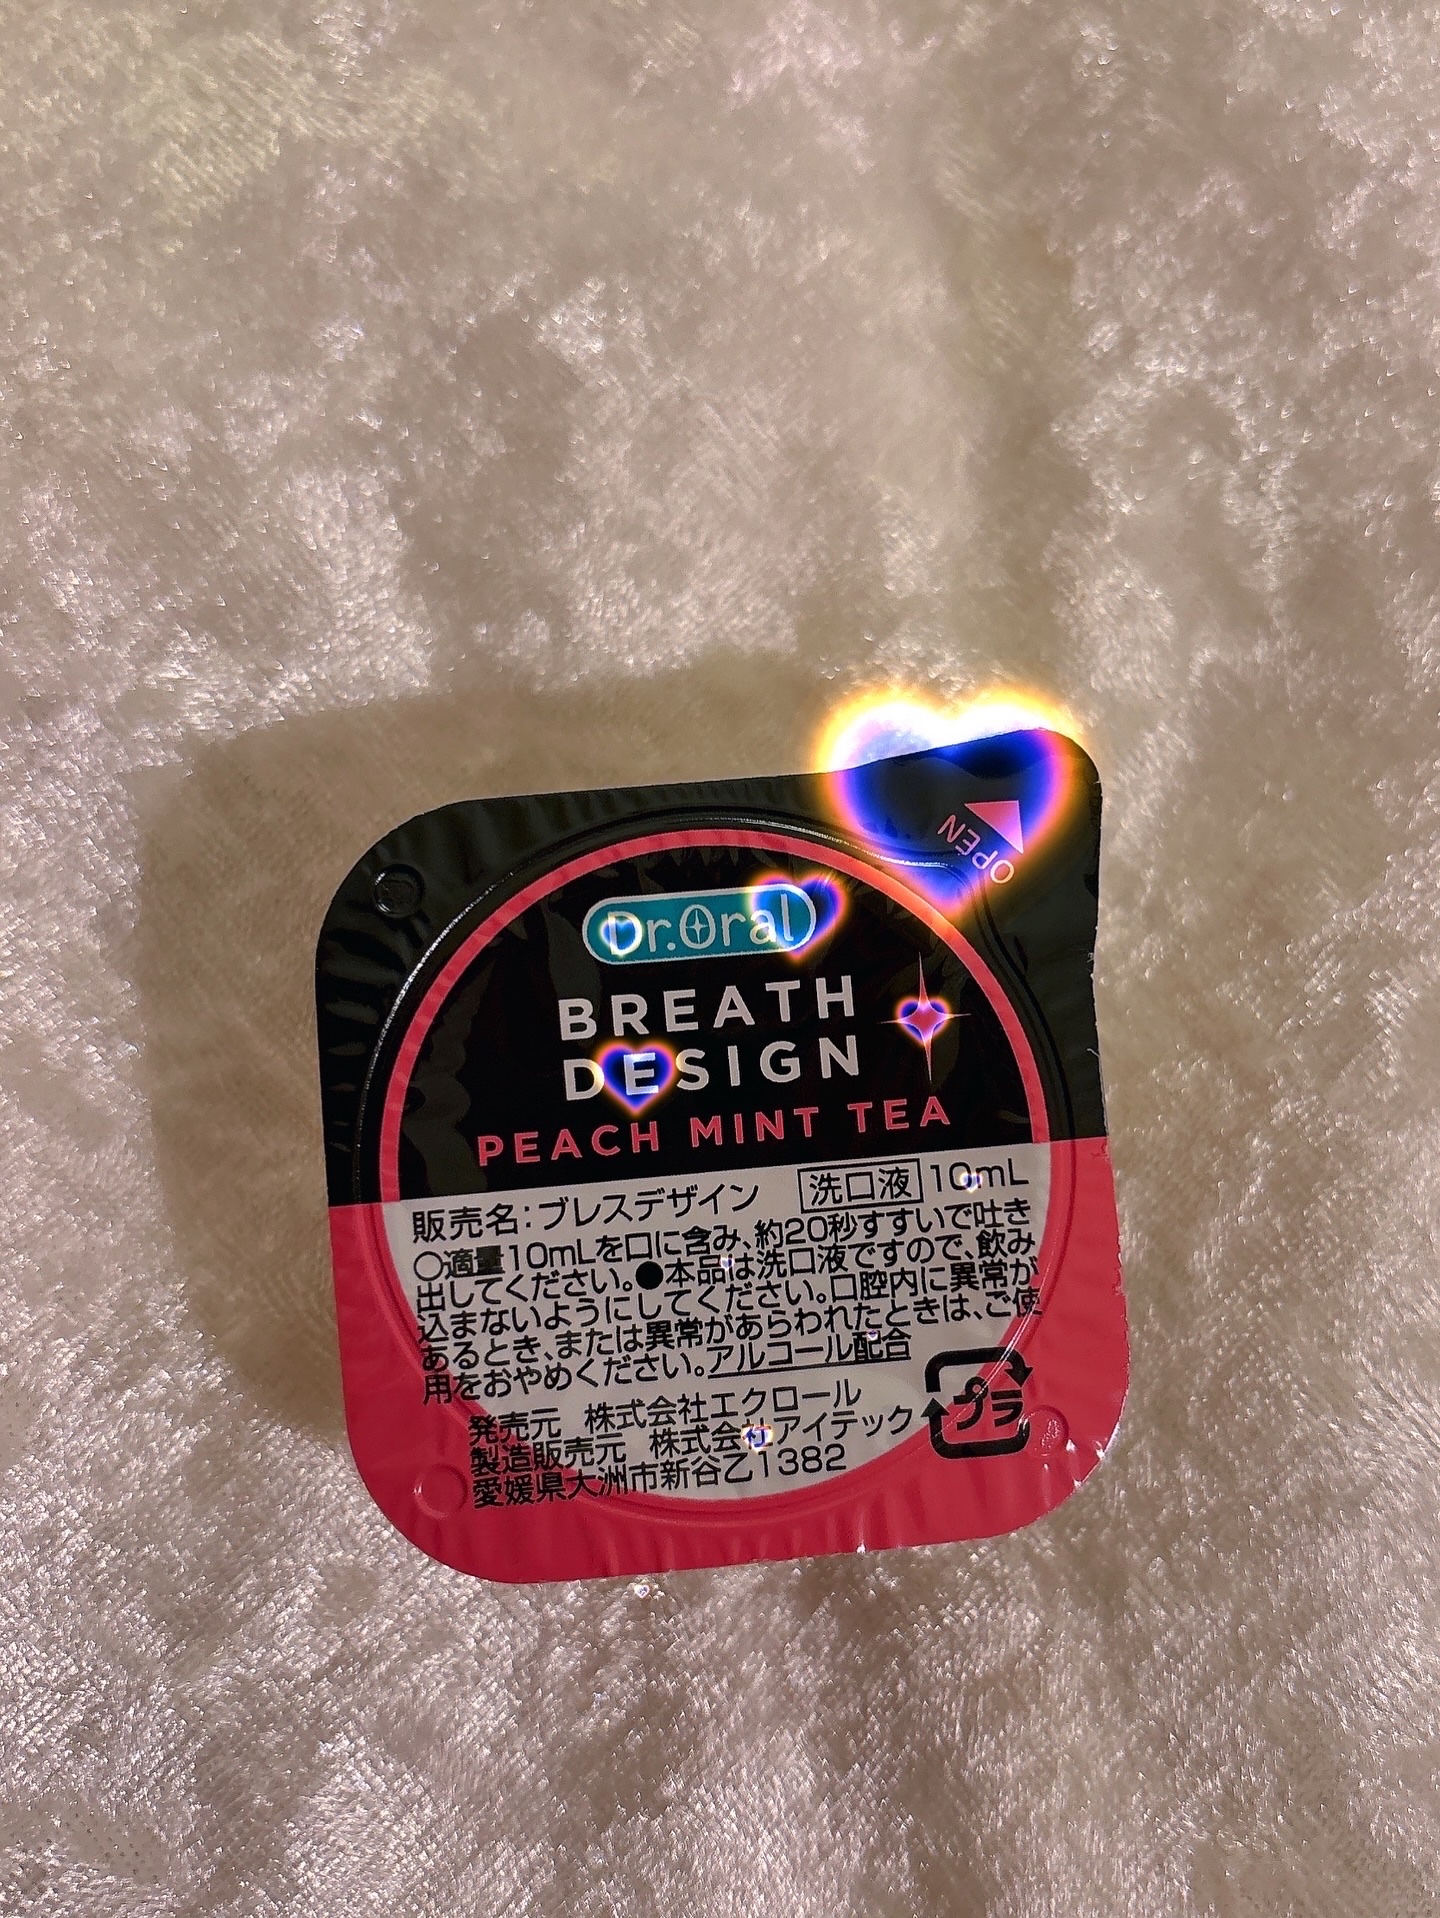 OPEN
Dr.Oral
BREATH
DESIGN
PEACH MINT TEA
販売名:ブレスデザイン 洗口液 10mL
○適量10mLを口に含み、約20秒すすいで吐き
出してください。●本品は洗口液ですので、飲み
込まないようにしてください。口腔内に異常が
あるとき、または異常があらわれたときは、ご使
用をおやめください。アルコール配合
発売元 株式会社エクロール
製造販売元 株式会社アイテック
愛媛県大洲市新谷乙1382
プラ